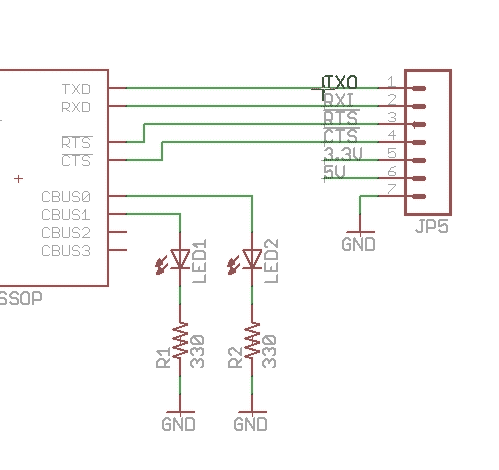 TXD
TXO
1
RXD
RXI
2
RTS
3
RTS
CTS
4
CTS
3.3V
5
5V
6
CBUS0
7
CBUS1
JP5
CBUS2
GND
CBUS3
LED1
LED2
SSOP
R1
330
R2
330
GND
GND